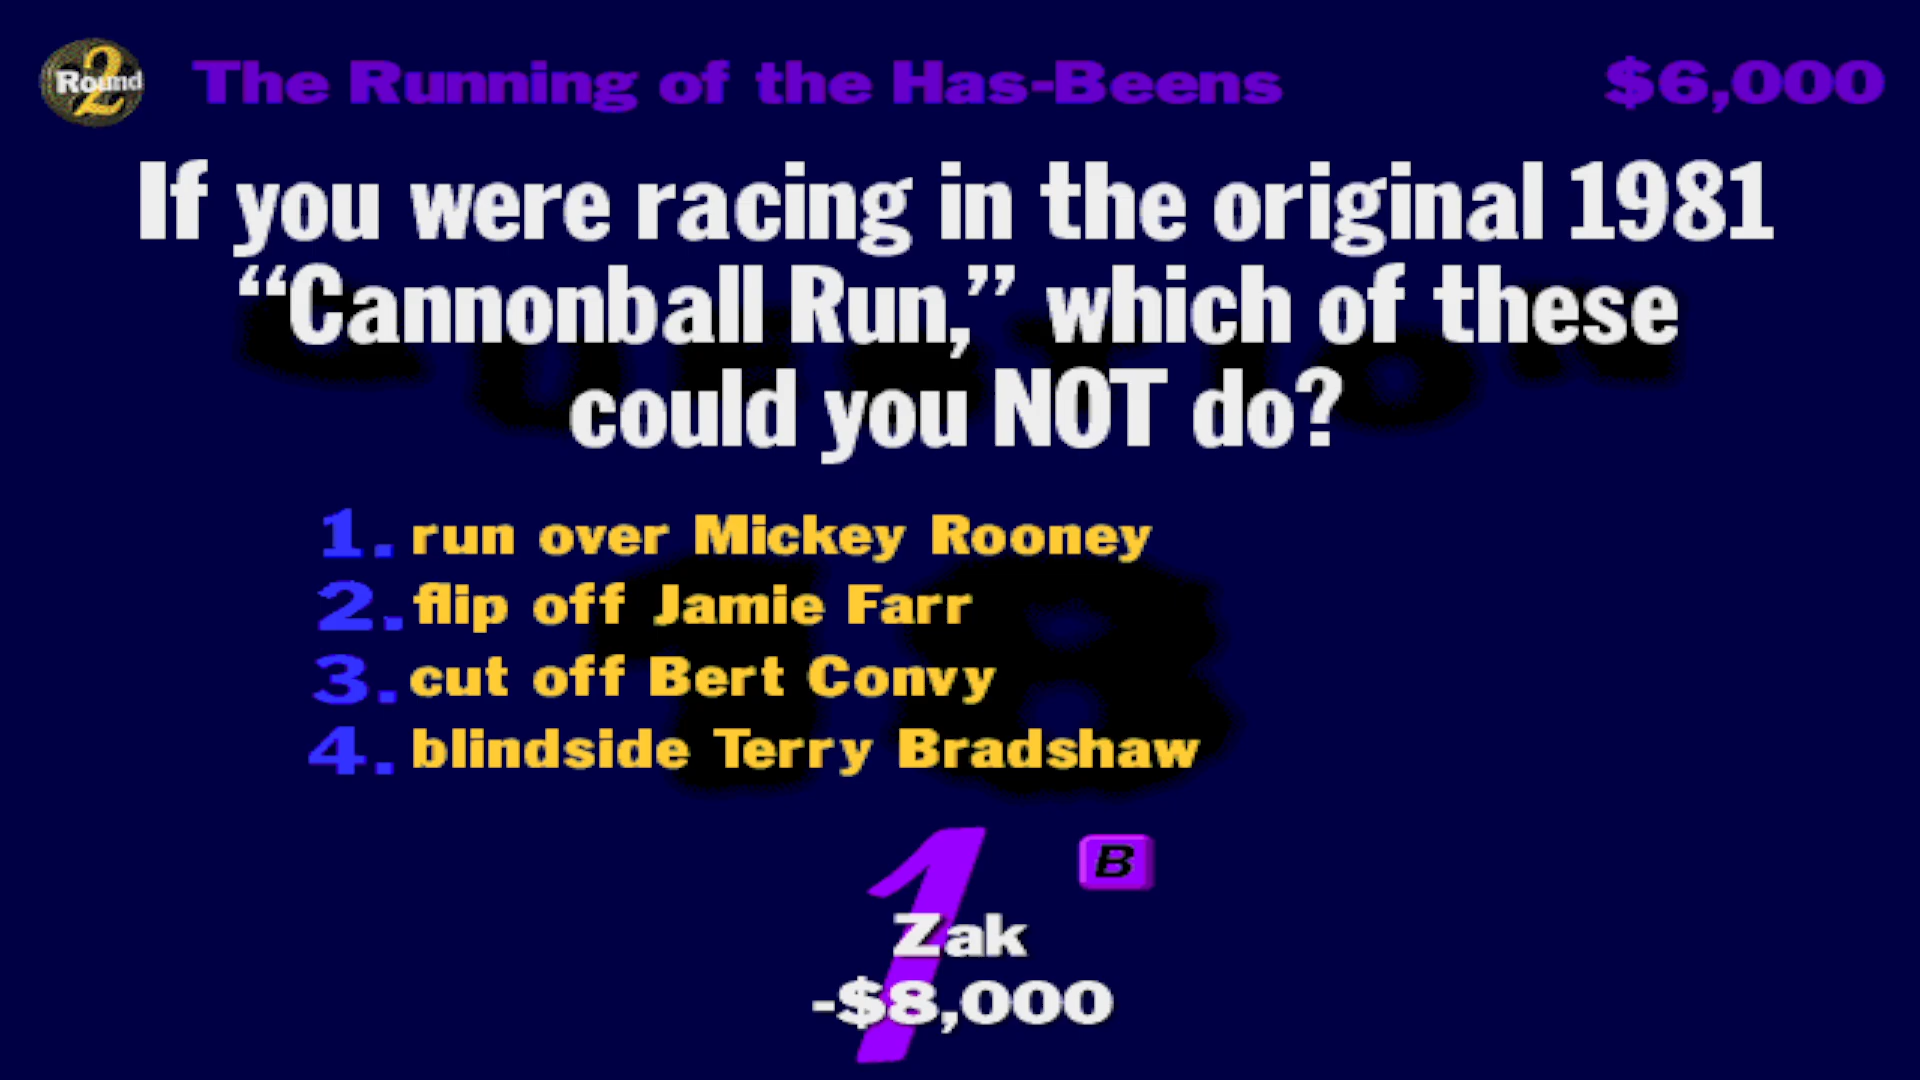 Round 2 The Running of the Has-Beens $6,000
If you were racing in the original 1981
“Cannonball Run,” which of these
could you NOT do?
1. run over Mickey Rooney
2. flip off Jamie Farr
3. cut off Bert Convy
4. blindside Terry Bradshaw
QUESTION
18
1
B
Zak
-$8,000